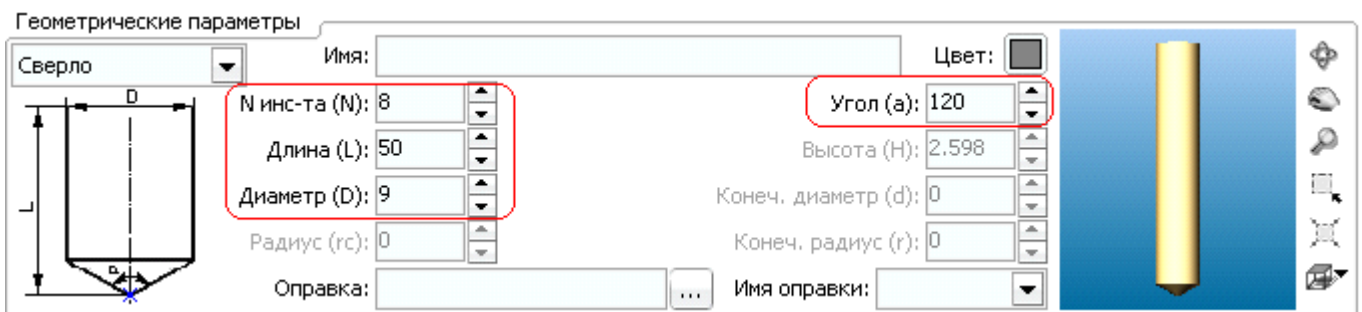 Геометрические параметры
Сверло
Имя:
Цвет:
D
N инс-та (N): 8
Угол (a): 120
Длина (L): 50
Высота (H): 2.598
L
Диаметр (D): 9
Конеч. диаметр (d): 0
a
Радиус (rc): 0
Конеч. радиус (r): 0
Оправка:
...
Имя оправки: